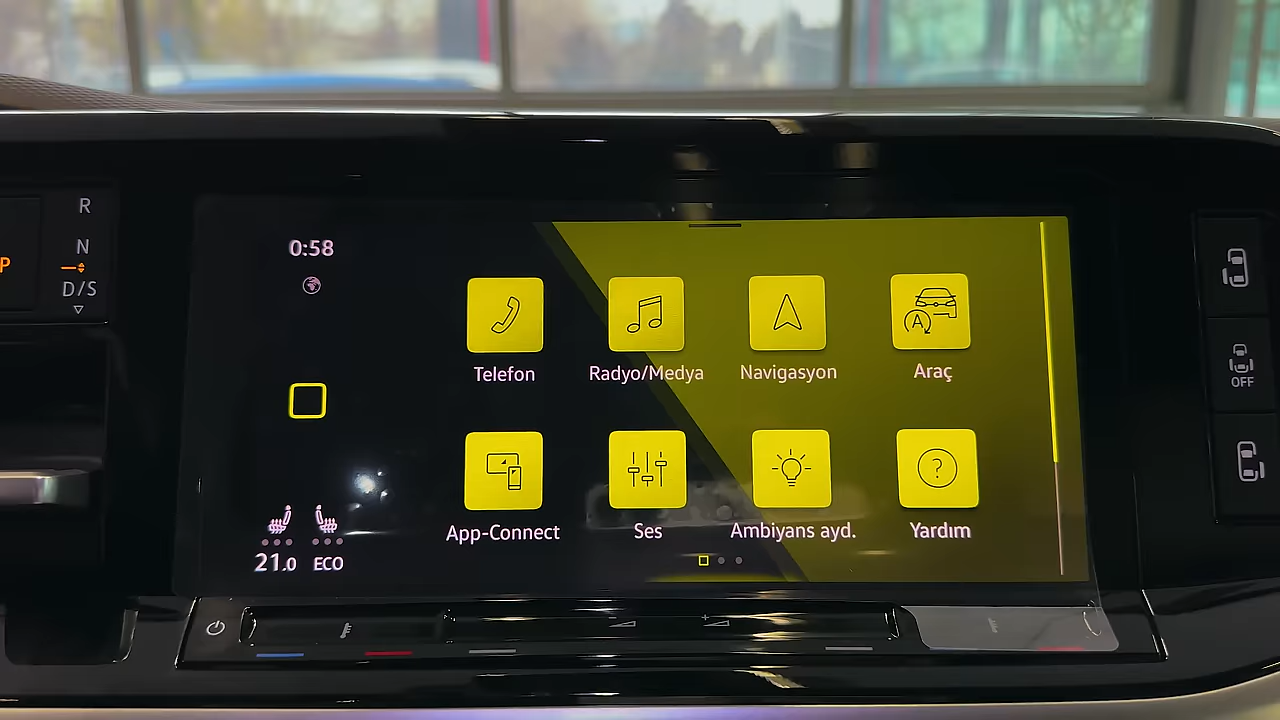 R
N
P
D/S
0:58
Telefon
Radyo/Medya
Navigasyon
Araç
A
App-Connect
Ses
Ambiyans ayd.
?
Yardım
21.0
ECO
OFF